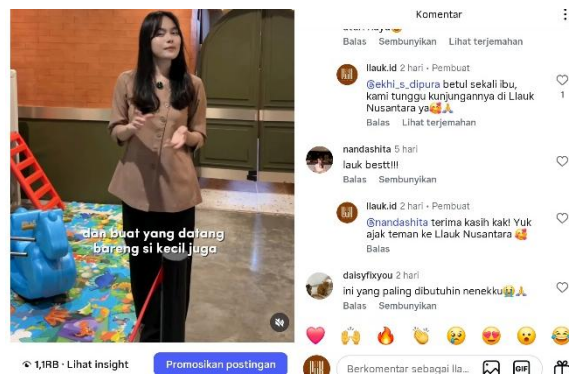 dan buat yang datang
bareng si kecil juga
1,1RB · Lihat insight
Promosikan postingan
Komentar
Balas Sembunyikan Lihat terjemahan
llauk.id 2 hari · Pembuat
@ekhi_s_dipura betul sekali ibu,
kami tunggu kunjungannya di Llauk
Nusantara ya🥰🙏
1
Balas Lihat terjemahan
nandashita 5 hari
lauk bestt!!!
Balas Sembunyikan
llauk.id 2 hari · Pembuat
@nandashita terima kasih kak! Yuk
ajak teman ke Llauk Nusantara 🥰
Balas
daisyfixyou 2 hari
ini yang paling dibutuhin nenekku😭🙏
Balas Sembunyikan
Berkomentar sebagai lla...
GIF